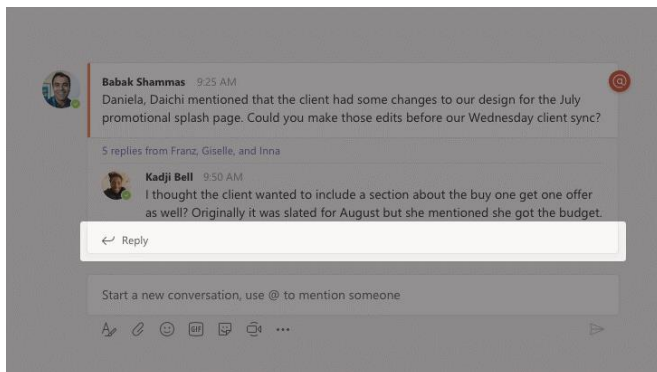 Babak Shammas 9:25 AM
@
Daniela, Daichi mentioned that the client had some changes to our design for the July
promotional splash page. Could you make those edits before our Wednesday client sync?
5 replies from Franz, Giselle, and Inna
Kadji Bell 9:50 AM
I thought the client wanted to include a section about the buy one get one offer
as well? Originally it was slated for August but she mentioned she got the budget.
Reply
Start a new conversation, use @ to mention someone
GIF